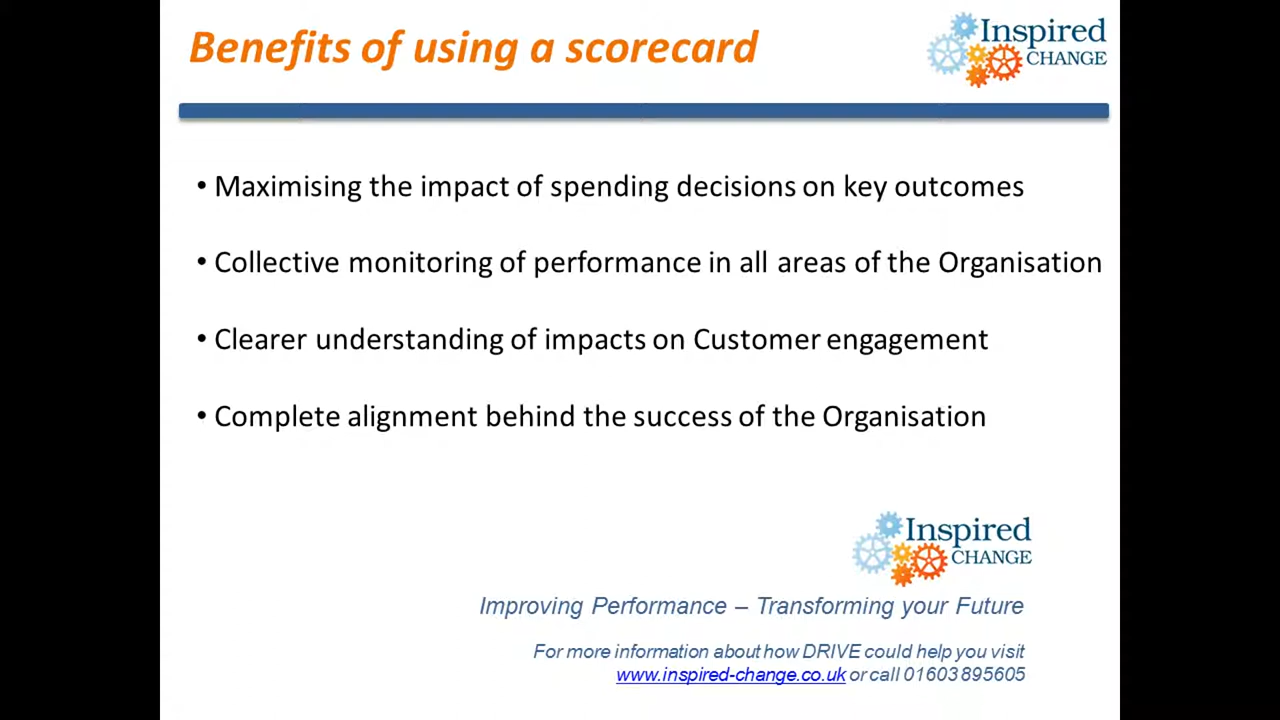 Benefits of using a scorecard
Inspired
CHANGE
• Maximising the impact of spending decisions on key outcomes
• Collective monitoring of performance in all areas of the Organisation
• Clearer understanding of impacts on Customer engagement
• Complete alignment behind the success of the Organisation
Inspired
CHANGE
Improving Performance – Transforming your Future
For more information about how DRIVE could help you visit
www.inspired-change.co.uk or call 01603 895605